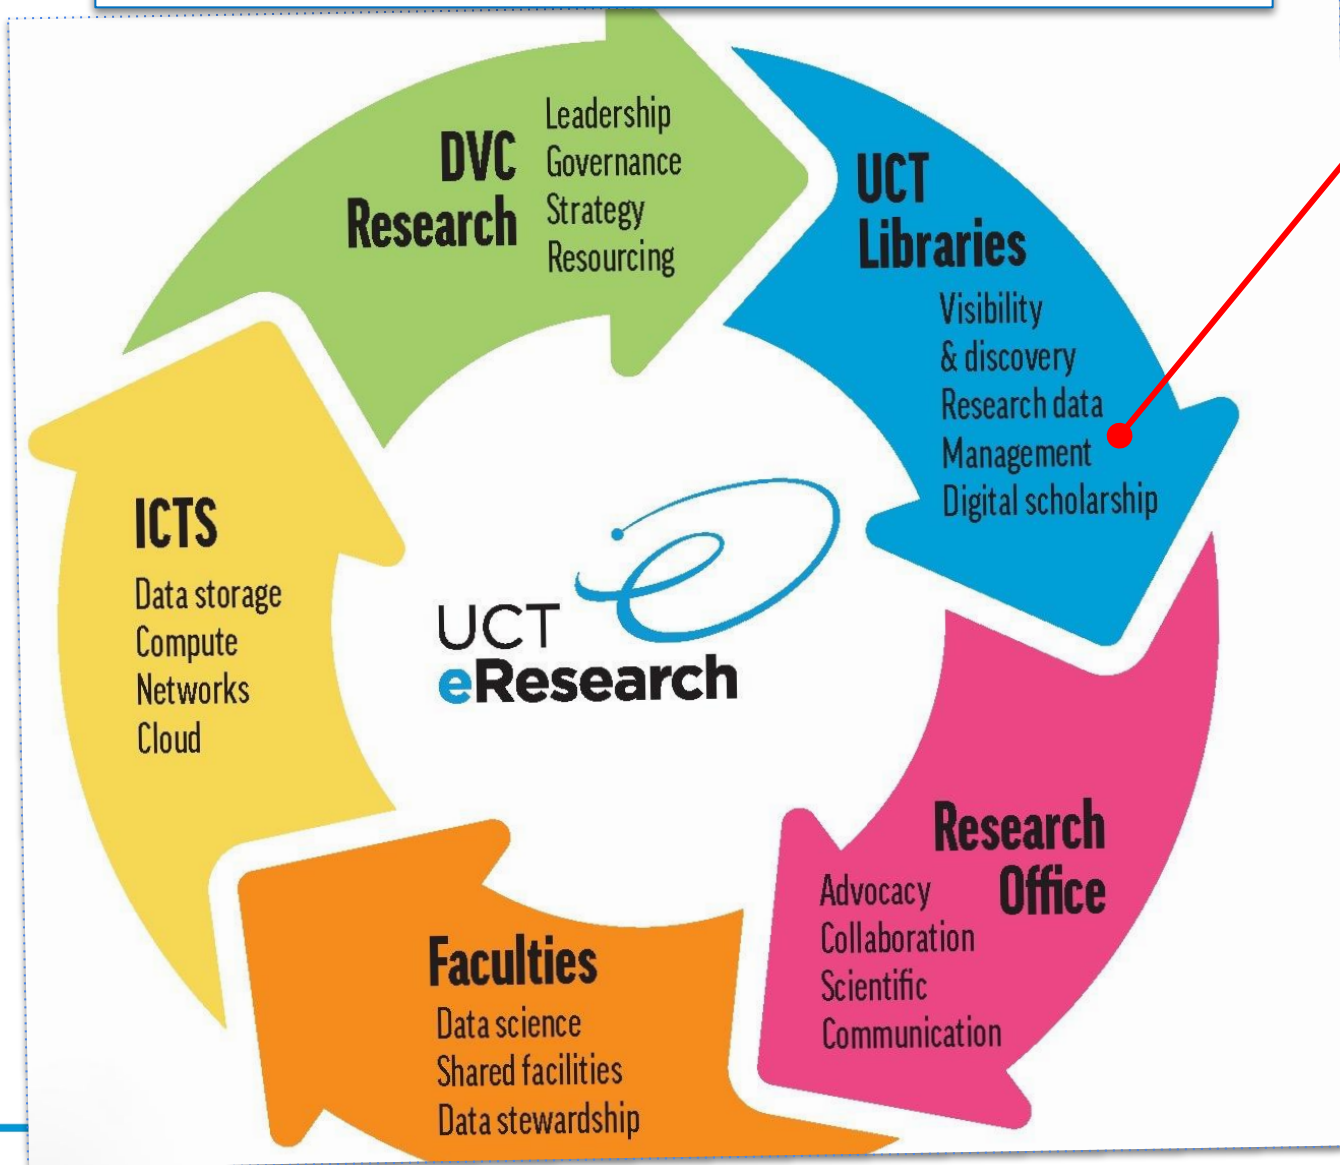 DVC
Research
Leadership
Governance
Strategy
Resourcing
UCT
Libraries
Visibility
& discovery
Research data
Management
Digital scholarship
Research
Office
Advocacy
Collaboration
Scientific
Communication
Faculties
Data science
Shared facilities
Data stewardship
ICTS
Data storage
Compute
Networks
Cloud
UCT
eResearch